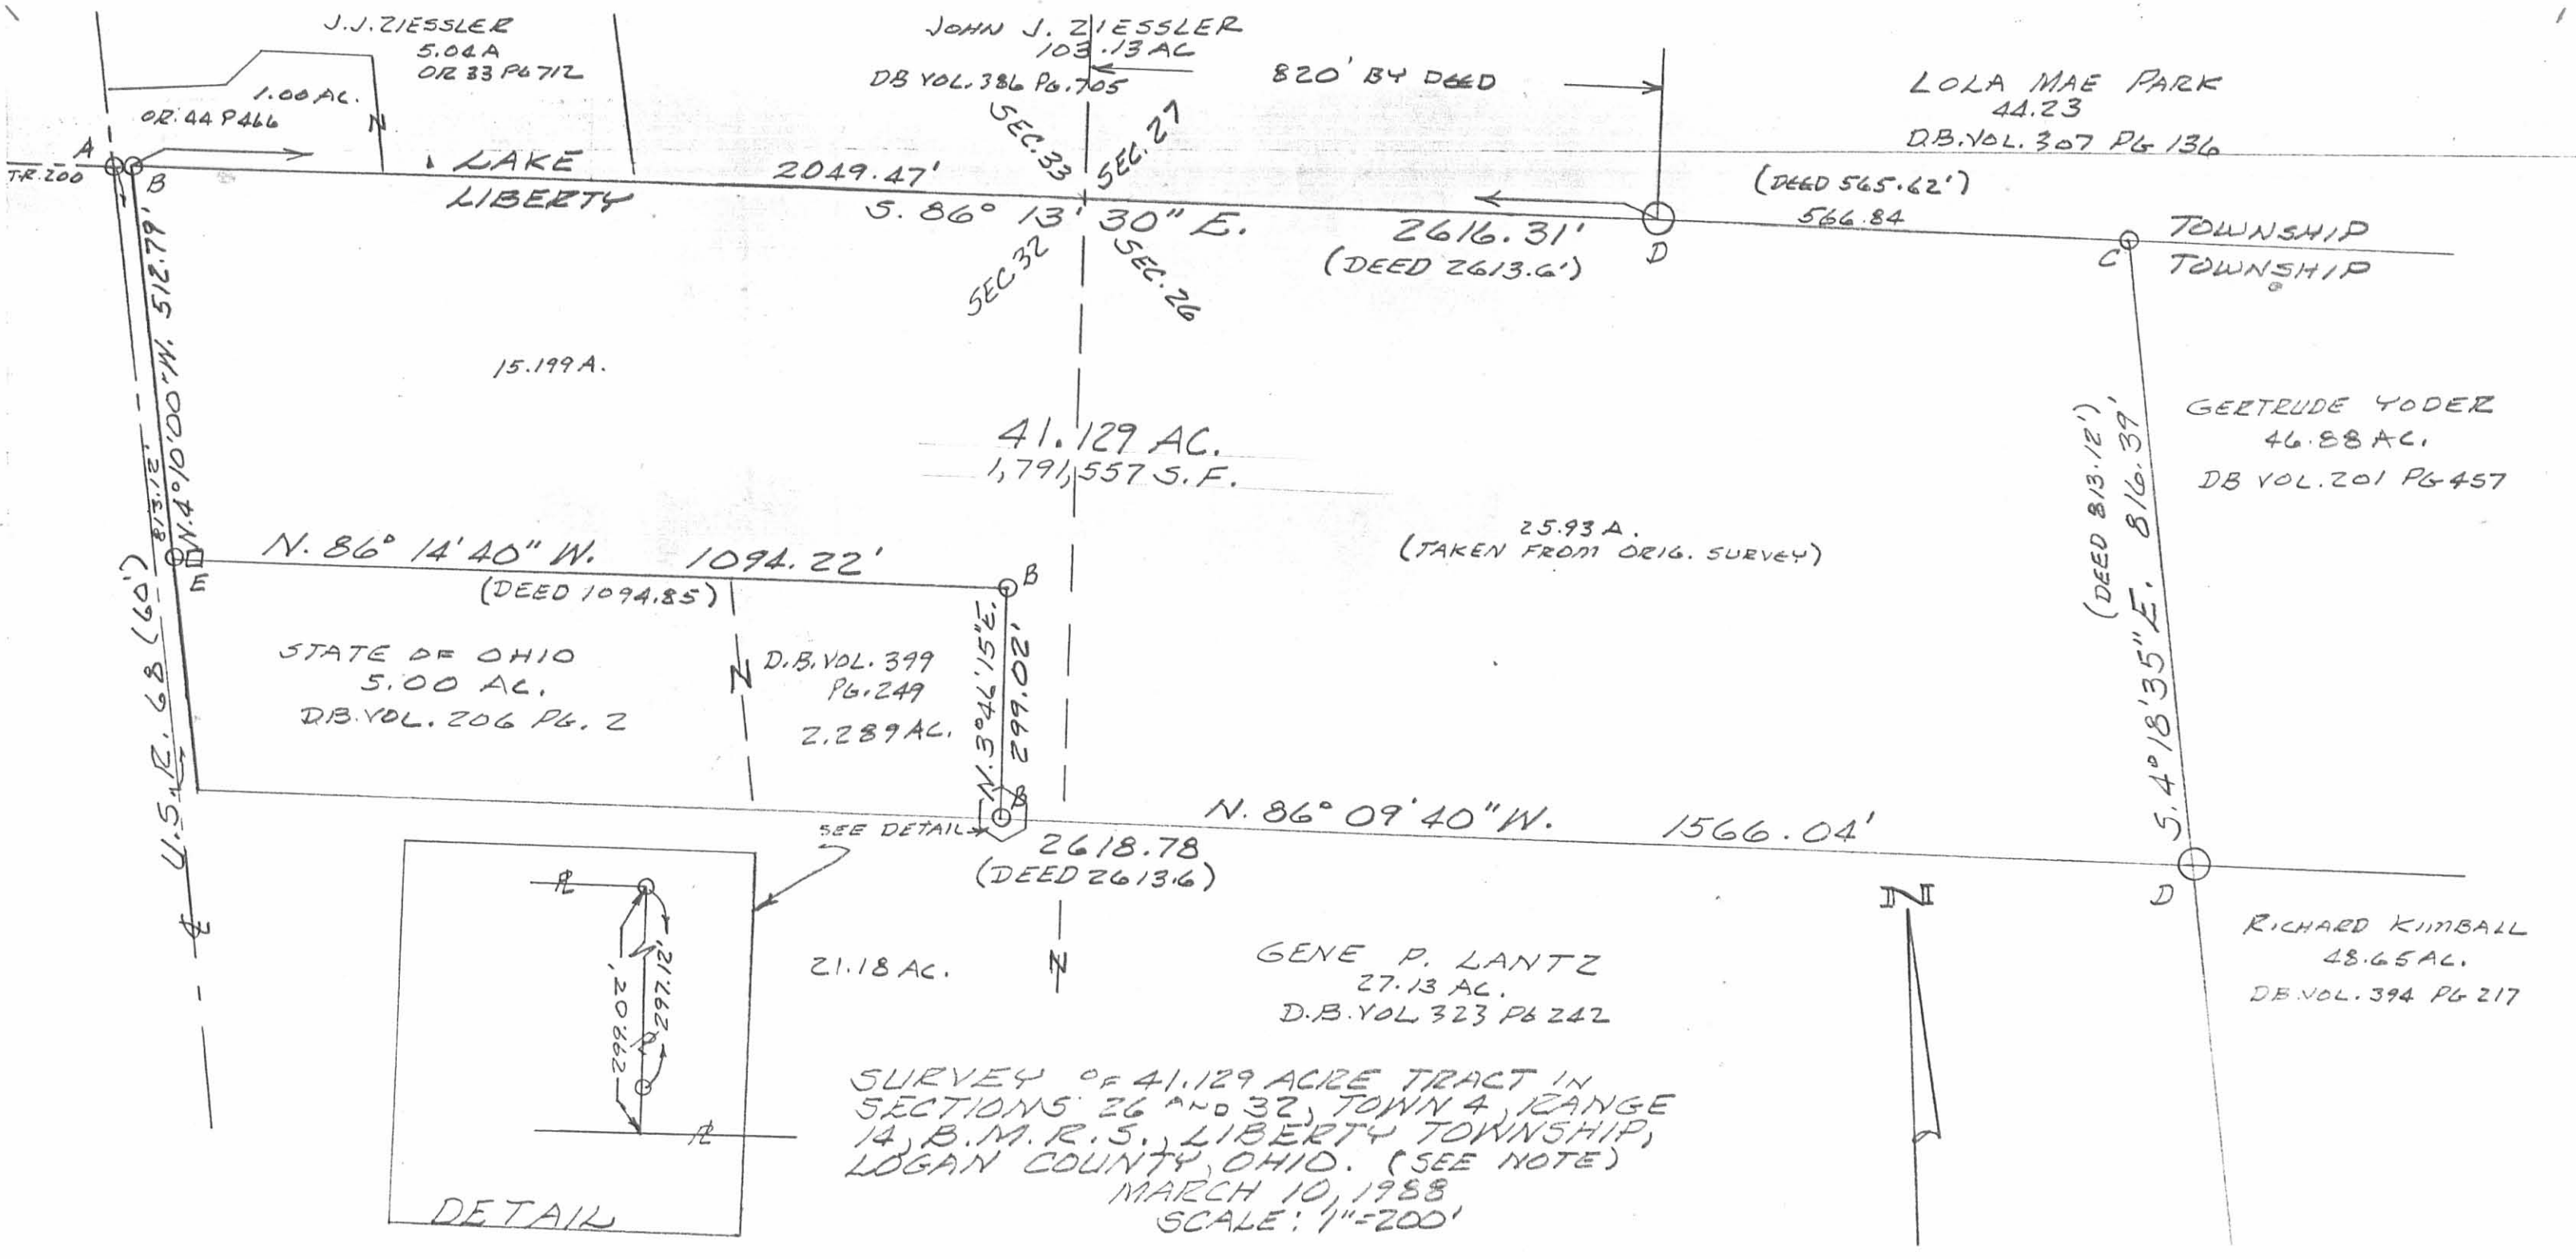 J.J. ZIESSLER
5.04A
OR 33 PG 712
1.00 AC.
OR. 44 P 466
JOHN J. ZIESSLER
103.13 AC
DB VOL. 386 PG. 705
820' BY DEED
LOLA MAE PARK
44.23
D.B. VOL. 307 PG 136
A
B
TR. 200
LAKE
LIBERTY
2049.47'
SEC. 33
SEC. 27
S. 86° 13' 30" E.
2616.31'
(DEED 2613.6')
SEC 32
SEC. 26
D
(DEED 565.62')
566.84
C
TOWNSHIP
TOWNSHIP
N. 4° 10' 00" W. 512.79'
813.12'
15.199 A.
41.129 AC.
1,791,557 S.F.
25.93 A.
(TAKEN FROM ORIG. SURVEY)
(DEED 813.12')
S. 4° 18' 35" E. 816.39'
GERTRUDE YODER
46.88 AC.
DB VOL. 201 PG 457
E
N. 86° 14' 40" W. 1094.22'
(DEED 1094.85)
B
STATE OF OHIO
5.00 AC.
D.B. VOL. 206 PG. 2
D.B. VOL. 399
PG. 249
2.289 AC.
N. 3° 46' 15" E.
299.02'
B
U.S.R. 68 (60')
SEE DETAIL
N. 86° 09' 40" W. 1566.04'
2618.78
(DEED 2613.6)
D
RICHARD KIMBALL
48.65 AC.
DB. VOL. 394 PG 217
21.18 AC.
GENE P. LANTZ
27.13 AC.
D.B. VOL 323 PG 242
N
299.02'
297.12'
DETAIL
SURVEY OF 41.129 ACRE TRACT IN
SECTIONS 26 AND 32, TOWN 4, RANGE
14, B.M.R.S., LIBERTY TOWNSHIP,
LOGAN COUNTY, OHIO. (SEE NOTE)
MARCH 10, 1988
SCALE: 1"=200'